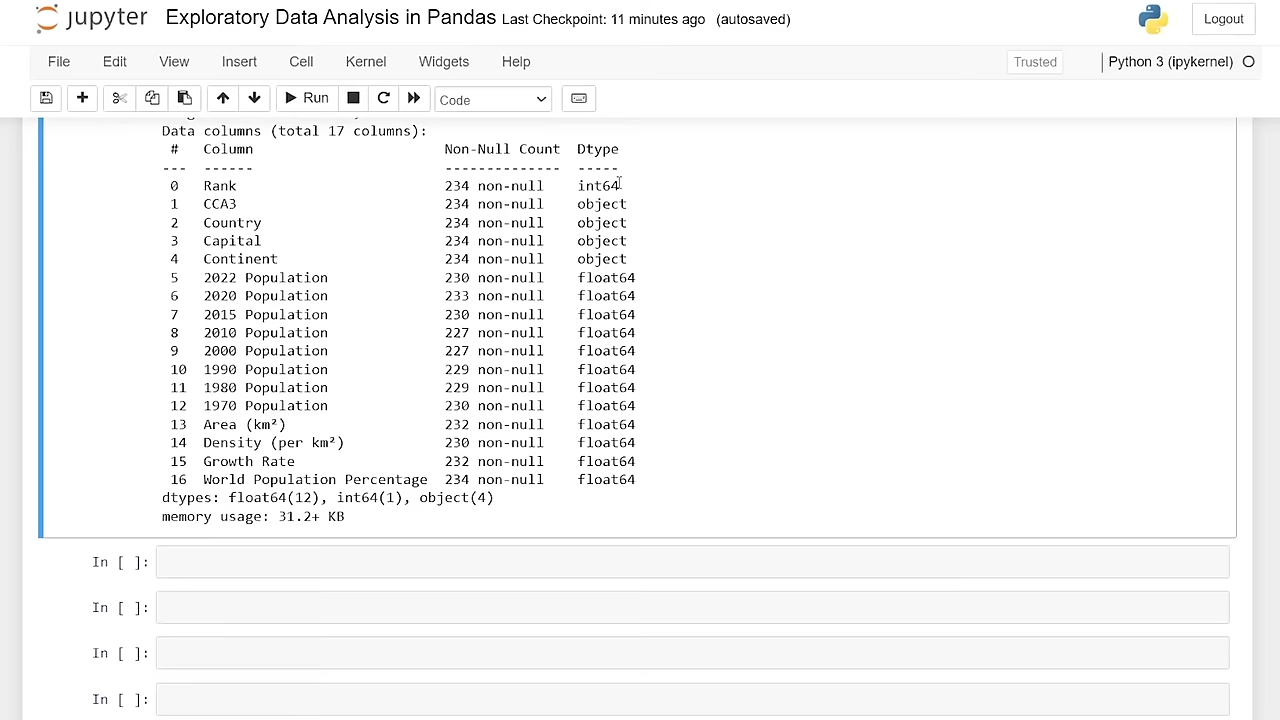 jupyter Exploratory Data Analysis in Pandas Last Checkpoint: 11 minutes ago (autosaved) Logout
File Edit View Insert Cell Kernel Widgets Help Trusted Python 3 (ipykernel)
Run Code
Data columns (total 17 columns):
# Column Non-Null Count Dtype
--- ------ -------------- -----
0 Rank 234 non-null int64
1 CCA3 234 non-null object
2 Country 234 non-null object
3 Capital 234 non-null object
4 Continent 234 non-null object
5 2022 Population 230 non-null float64
6 2020 Population 233 non-null float64
7 2015 Population 230 non-null float64
8 2010 Population 227 non-null float64
9 2000 Population 227 non-null float64
10 1990 Population 229 non-null float64
11 1980 Population 229 non-null float64
12 1970 Population 230 non-null float64
13 Area (km²) 232 non-null float64
14 Density (per km²) 230 non-null float64
15 Growth Rate 232 non-null float64
16 World Population Percentage 234 non-null float64
dtypes: float64(12), int64(1), object(4)
memory usage: 31.2+ KB
In [ ]:
In [ ]:
In [ ]:
In [ ]: